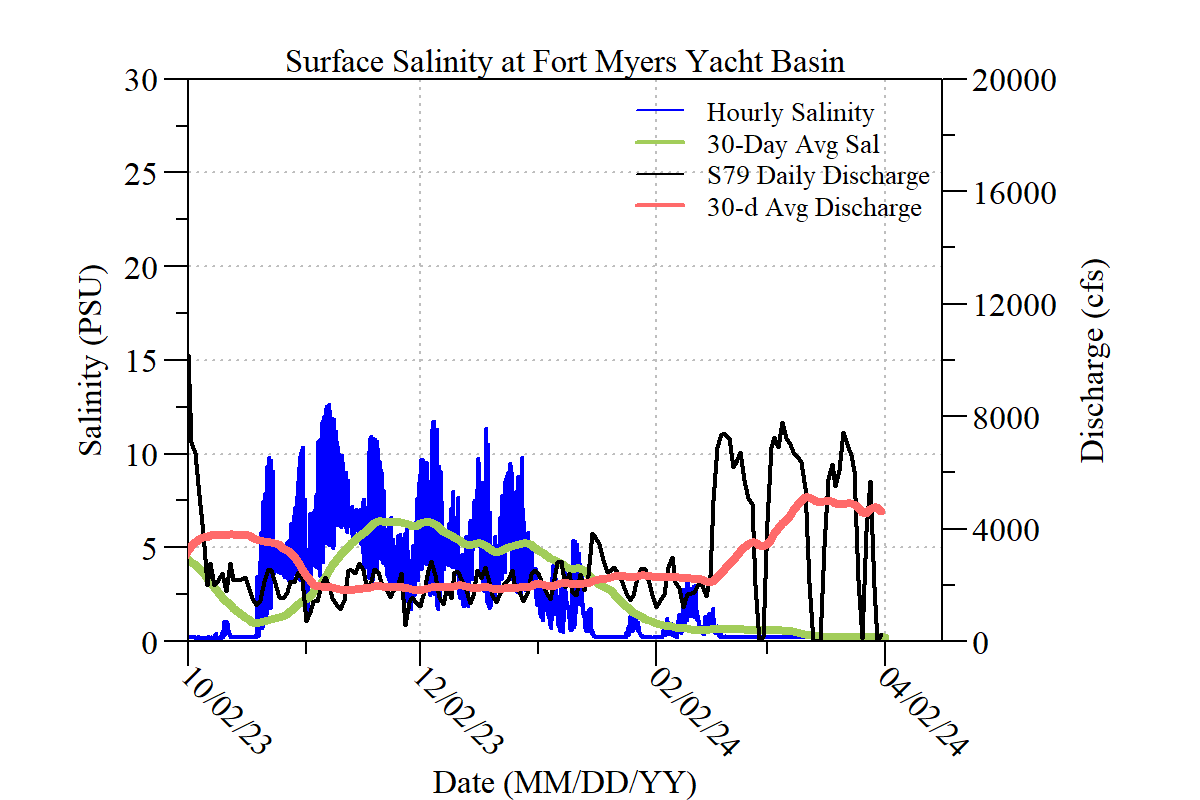 Surface Salinity at Fort Myers Yacht Basin
30
25
20
15
10
5
0
Salinity (PSU)
Hourly Salinity
30-Day Avg Sal
S79 Daily Discharge
30-d Avg Discharge
20000
16000
12000
8000
4000
0
Discharge (cfs)
10/02/23
12/02/23
02/02/24
04/02/24
Date (MM/DD/YY)